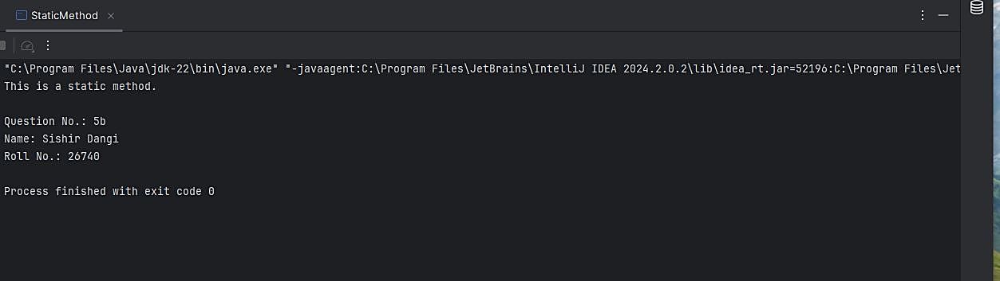 StaticMethod
"C:\Program Files\Java\jdk-22\bin\java.exe" "-javaagent:C:\Program Files\JetBrains\IntelliJ IDEA 2024.2.0.2\lib\idea_rt.jar=52196:C:\Program Files\Jet
This is a static method.
Question No.: 5b
Name: Sishir Dangi
Roll No.: 26740
Process finished with exit code 0